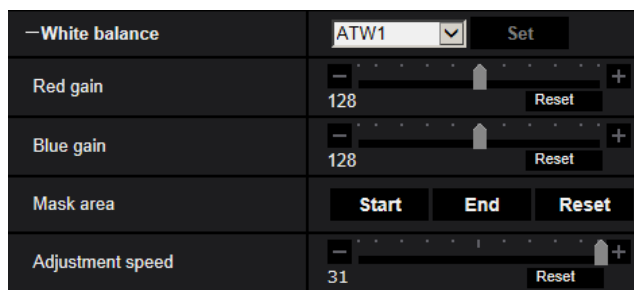 —White balance ATW1 Set
Red gain − +
128 Reset
Blue gain − +
128 Reset
Mask area Start End Reset
Adjustment speed − +
31 Reset